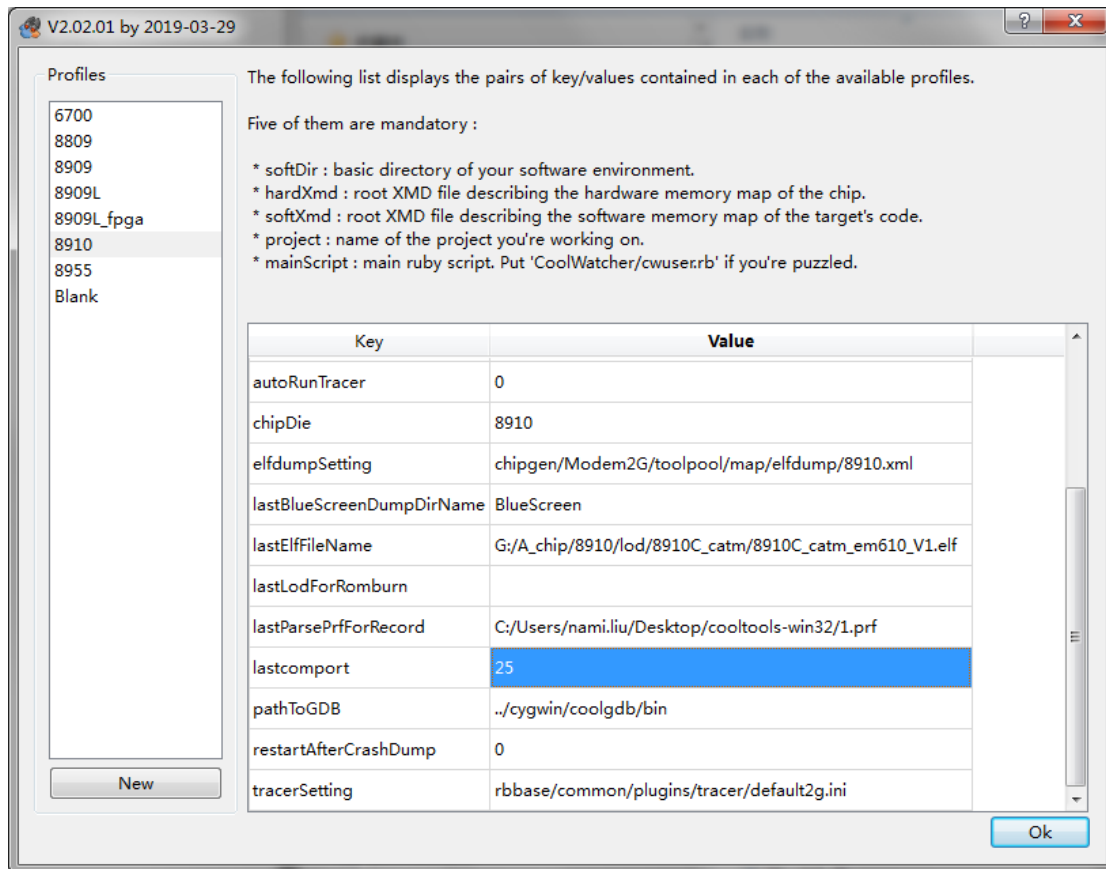 V2.02.01 by 2019-03-29
Profiles
6700
8809
8909
8909L
8909L_fpga
8910
8955
Blank
New
The following list displays the pairs of key/values contained in each of the available profiles.
Five of them are mandatory :
* softDir : basic directory of your software environment.
* hardXmd : root XMD file describing the hardware memory map of the chip.
* softXmd : root XMD file describing the software memory map of the target's code.
* project : name of the project you're working on.
* mainScript : main ruby script. Put 'CoolWatcher/cwuser.rb' if you're puzzled.
Key Value
autoRunTracer 0
chipDie 8910
elfdumpSetting chipgen/Modem2G/toolpool/map/elfdump/8910.xml
lastBlueScreenDumpDirName BlueScreen
lastElfFileName G:/A_chip/8910/lod/8910C_catm/8910C_catm_em610_V1.elf
lastLodForRomburn
lastParsePrfForRecord C:/Users/nami.liu/Desktop/cooltools-win32/1.prf
lastcomport 25
pathToGDB ../cygwin/coolgdb/bin
restartAfterCrashDump 0
tracerSetting rbbase/common/plugins/tracer/default2g.ini
Ok